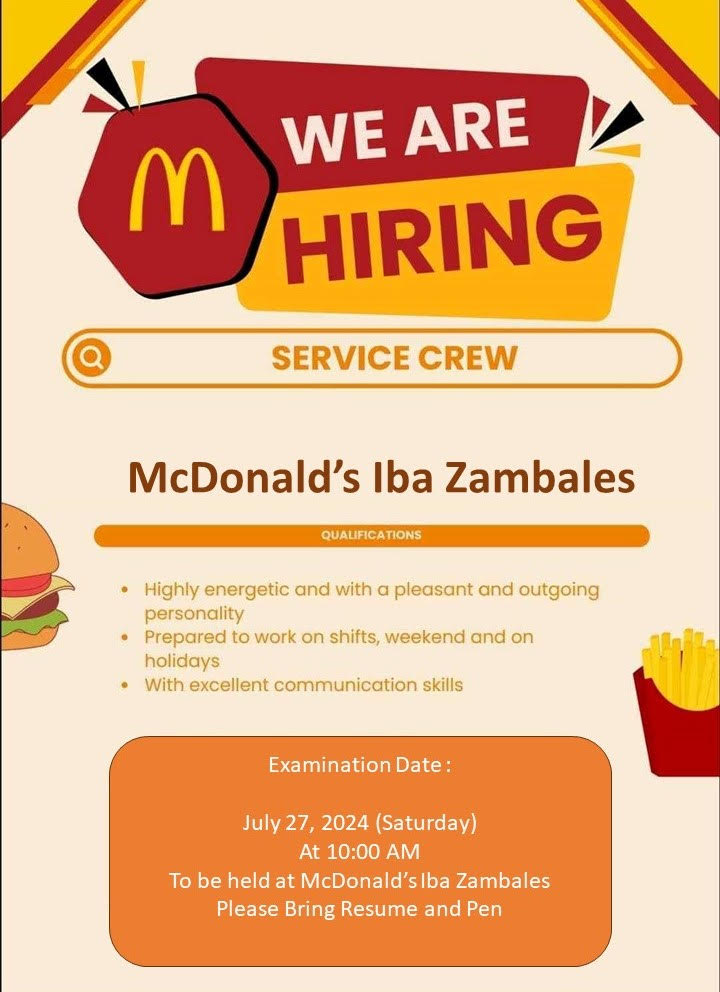 WE ARE
HIRING
SERVICE CREW
McDonald's Iba Zambales
QUALIFICATIONS
• Highly energetic and with a pleasant and outgoing
personality
• Prepared to work on shifts, weekend and on
holidays
• With excellent communication skills
Examination Date :
July 27, 2024 (Saturday)
At 10:00 AM
To be held at McDonald's Iba Zambales
Please Bring Resume and Pen